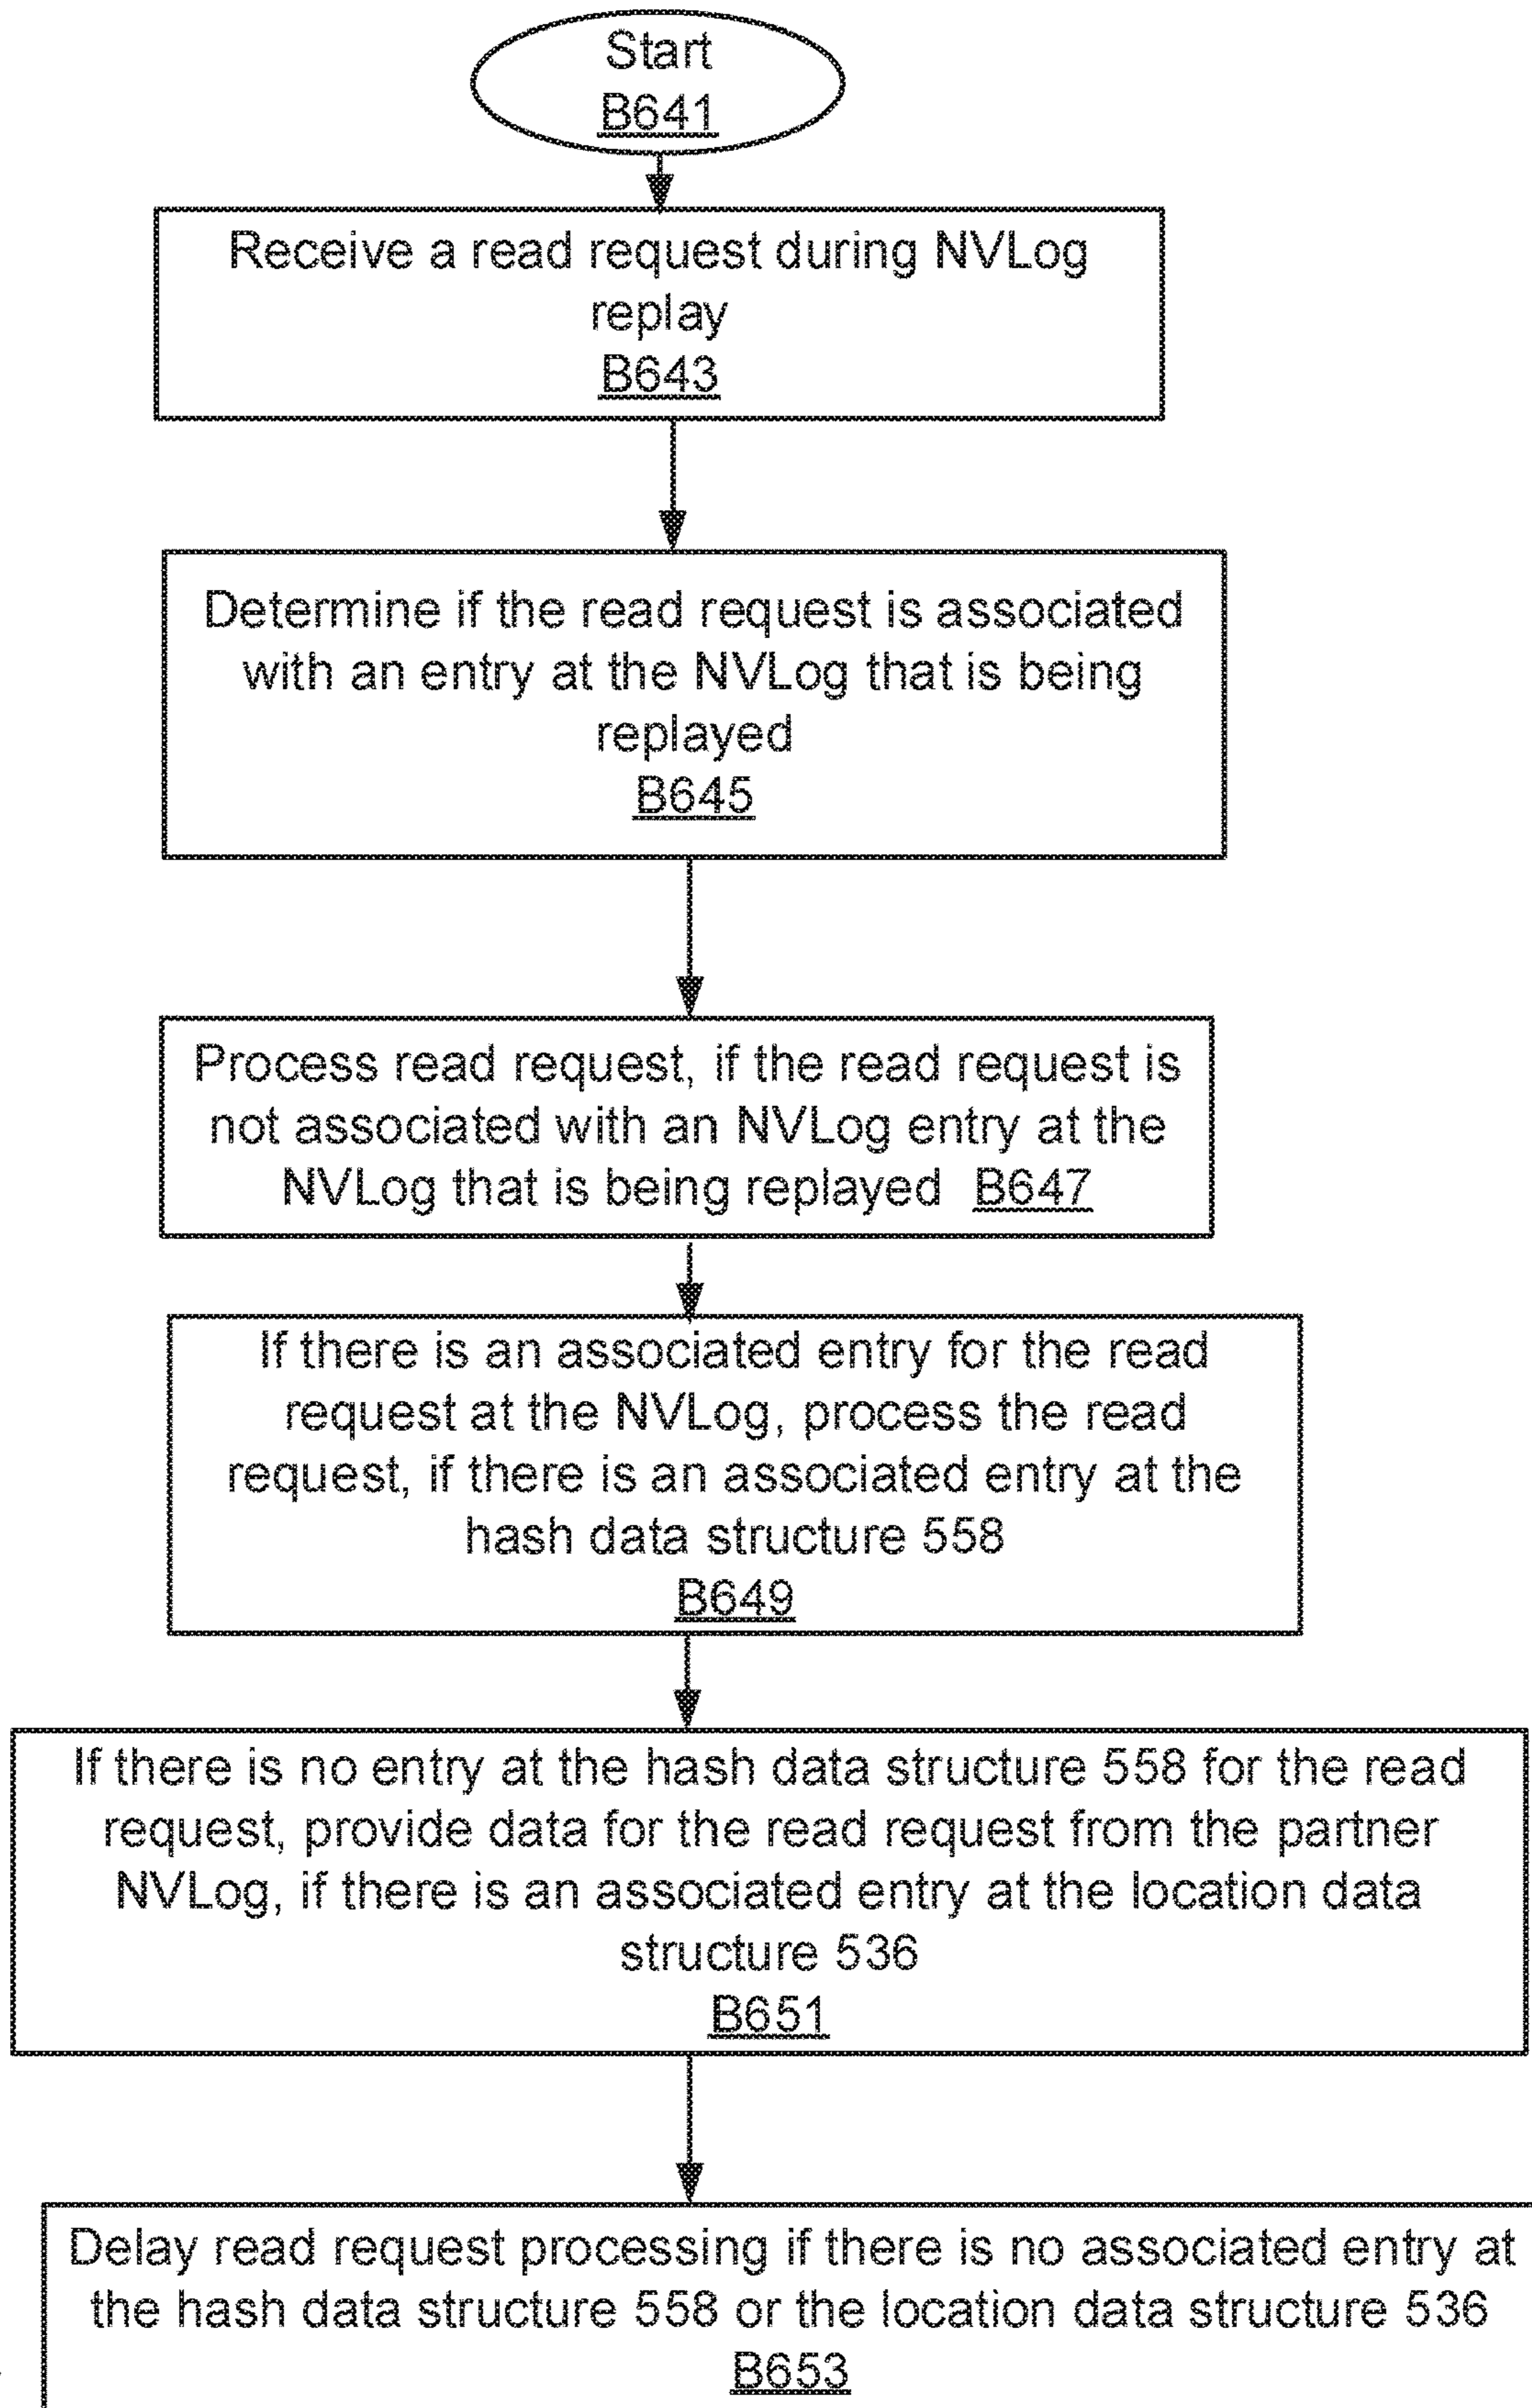 Start
B641
Receive a read request during NVLog
replay
B643
Determine if the read request is associated
with an entry at the NVLog that is being
replayed
B645
Process read request, if the read request is
not associated with an NVLog entry at the
NVLog that is being replayed B647
If there is an associated entry for the read
request at the NVLog, process the read
request, if there is an associated entry at the
hash data structure 558
B649
If there is no entry at the hash data structure 558 for the read
request, provide data for the read request from the partner
NVLog, if there is an associated entry at the location data
structure 536
B651
Delay read request processing if there is no associated entry at
the hash data structure 558 or the location data structure 536
B653